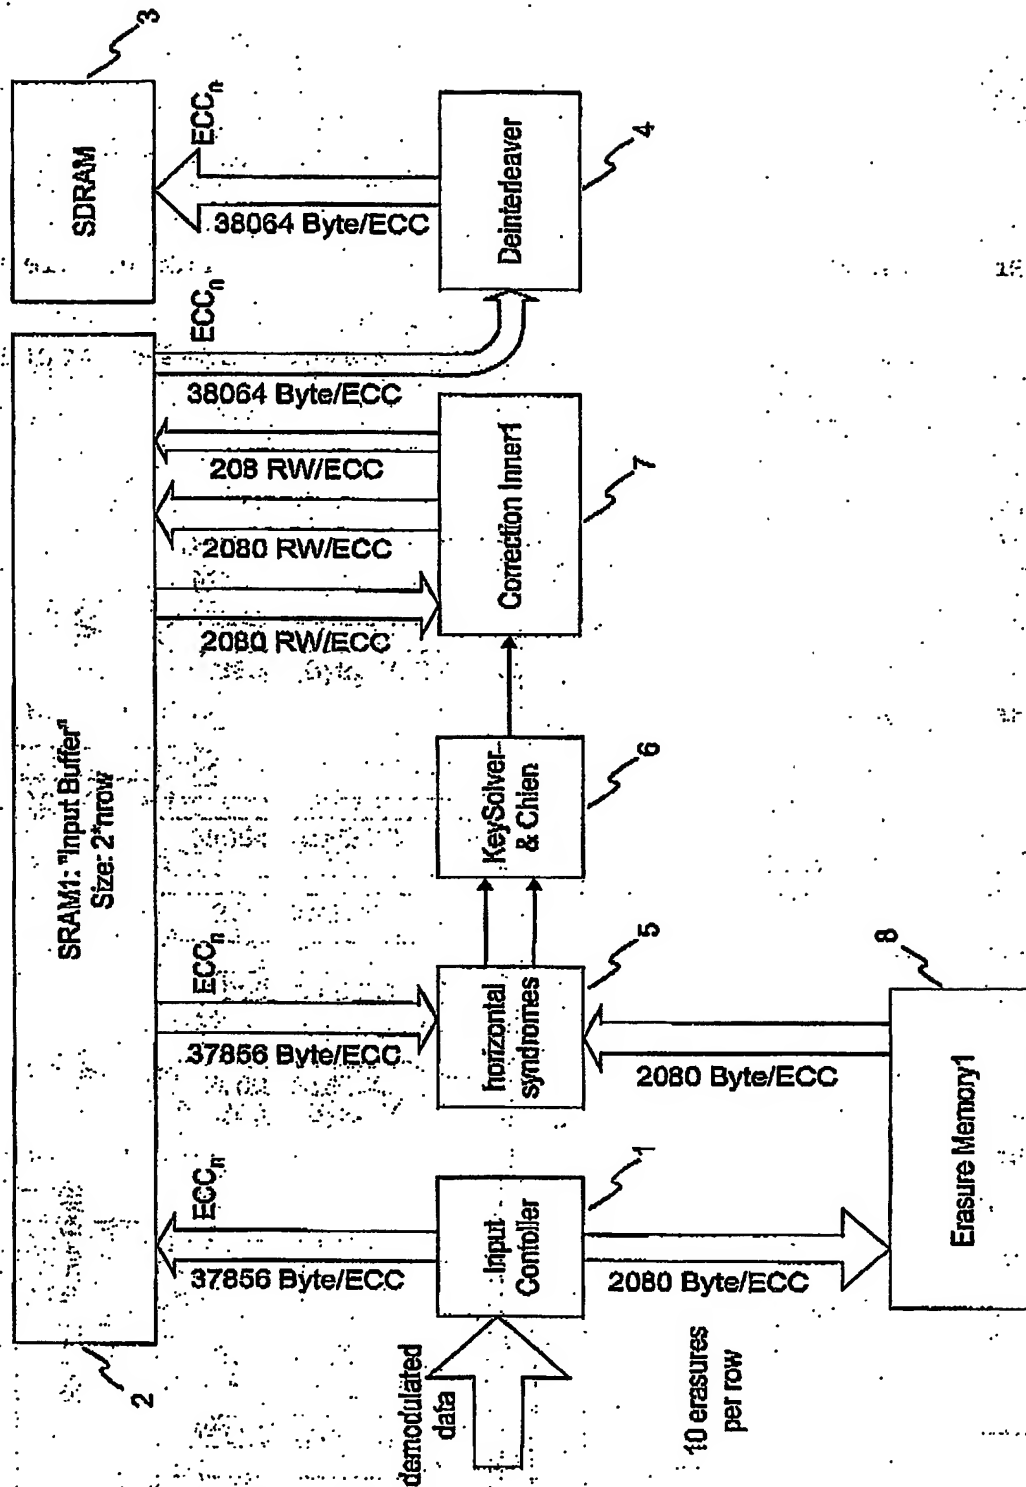 SRAM1: "Input Buffer"
Size: 2*nrow
2
SDRAM
3
ECCn
37856 Byte/ECC
ECCn
37856 Byte/ECC
2080 RW/ECC
2080 RW/ECC
208 RW/ECC
ECCn
38064 Byte/ECC
ECCn
38064 Byte/ECC
demodulated
data
Input
Contoller
1
horizontal
syndromes
5
KeySolver
& Chien
6
Correction Inner1
7
Deinterleaver
4
10 erasures
per row
2080 Byte/ECC
2080 Byte/ECC
Erasure Memory1
8